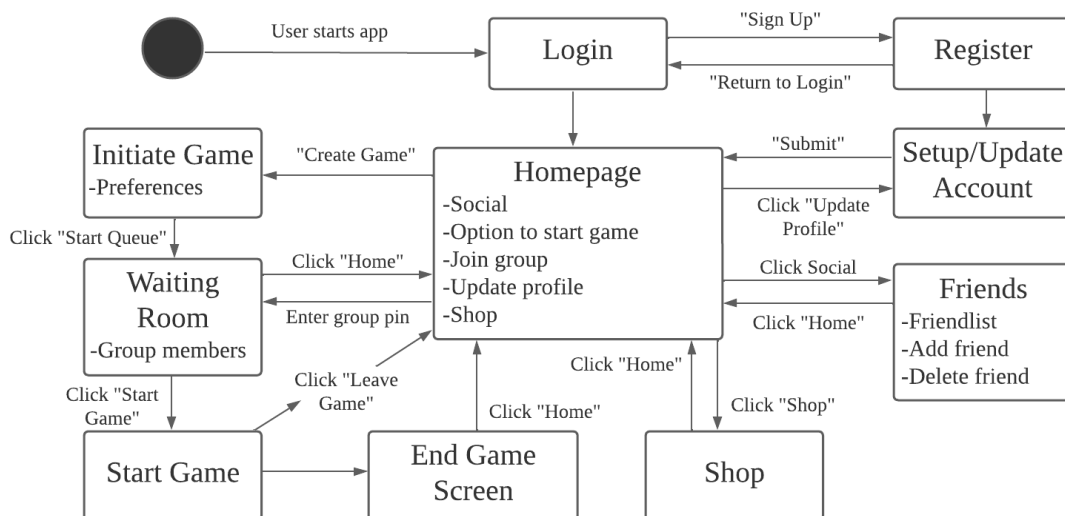 User starts app
Login
"Sign Up"
"Return to Login"
Register
Initiate Game
-Preferences
"Create Game"
Homepage
-Social
-Option to start game
-Join group
-Update profile
-Shop
"Submit"
Click "Update
Profile"
Setup/Update
Account
Click "Start Queue"
Waiting
Room
-Group members
Click "Home"
Enter group pin
Click Social
Click "Home"
Friends
-Friendlist
-Add friend
-Delete friend
Click "Start
Game"
Click "Leave
Game"
Click "Home"
Click "Home"
Click "Shop"
Start Game
End Game
Screen
Shop